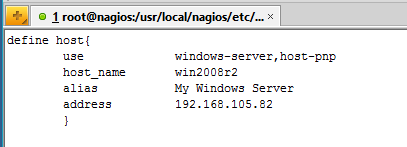 1 root@nagios:/usr/local/nagios/etc/...
define host{
use windows-server,host-pnp
host_name win2008r2
alias My Windows Server
address 192.168.105.82
}